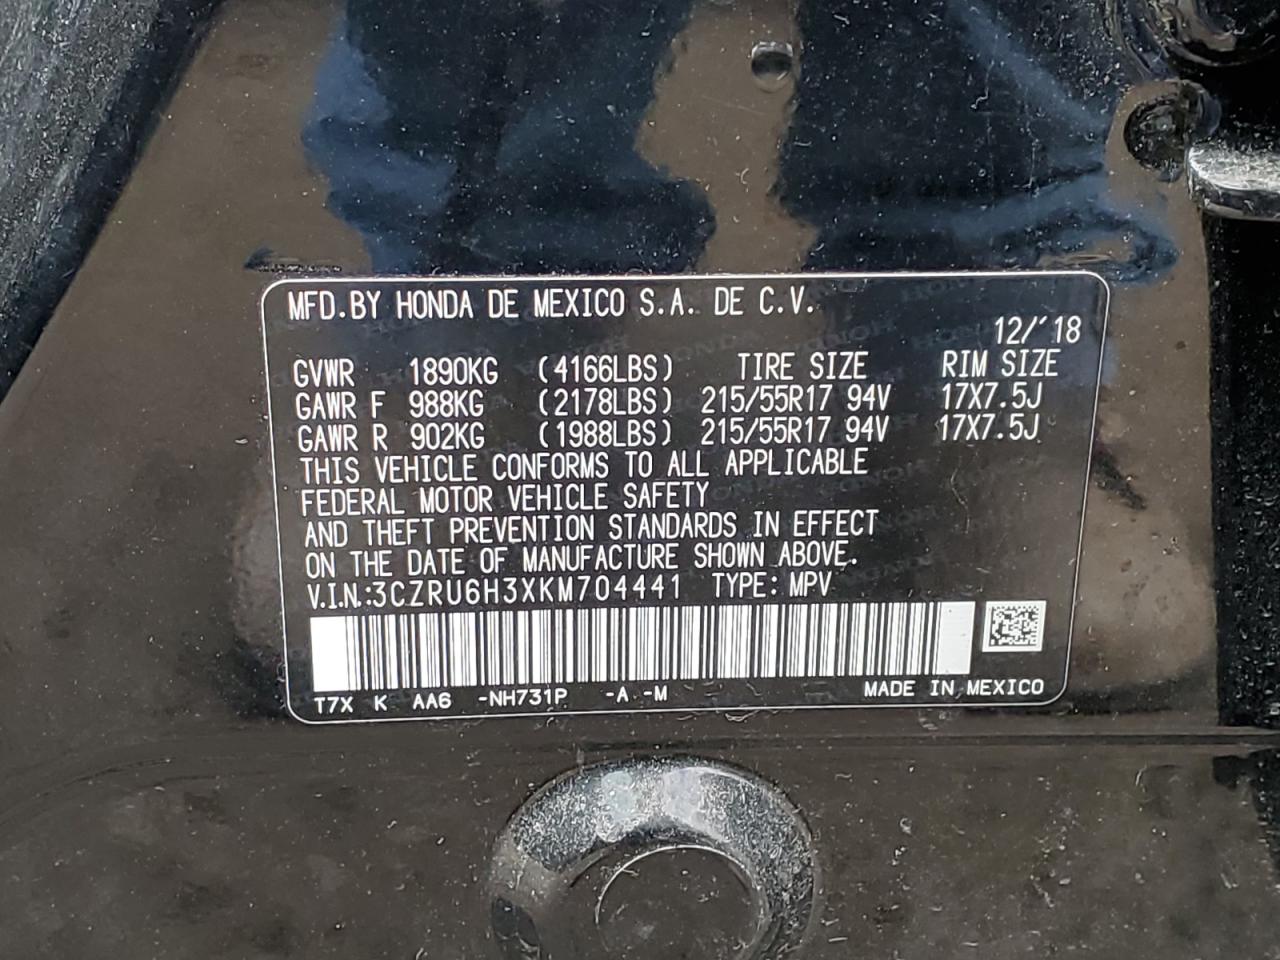 MFD.BY HONDA DE MEXICO S.A. DE C.V.
12/'18
GVWR 1890KG (4166LBS) TIRE SIZE RIM SIZE
GAWR F 988KG (2178LBS) 215/55R17 94V 17X7.5J
GAWR R 902KG (1988LBS) 215/55R17 94V 17X7.5J
THIS VEHICLE CONFORMS TO ALL APPLICABLE
FEDERAL MOTOR VEHICLE SAFETY
AND THEFT PREVENTION STANDARDS IN EFFECT
ON THE DATE OF MANUFACTURE SHOWN ABOVE.
V.I.N.:3CZRU6H3XKM704441 TYPE: MPV
T7X K AA6 -NH731P -A -M MADE IN MEXICO